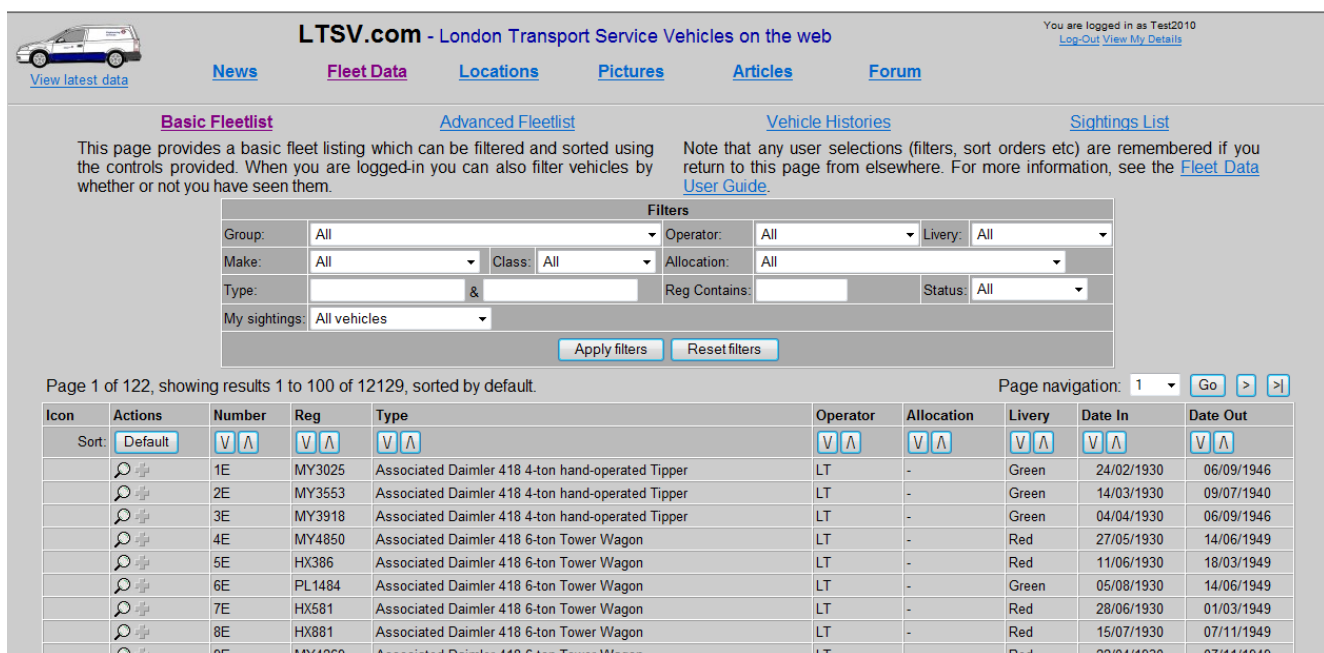 LTSV.com - London Transport Service Vehicles on the web
You are logged in as Test2010
Log-Out View My Details
View latest data
News Fleet Data Locations Pictures Articles Forum
Basic Fleetlist Advanced Fleetlist Vehicle Histories Sightings List
This page provides a basic fleet listing which can be filtered and sorted using
the controls provided. When you are logged-in you can also filter vehicles by
whether or not you have seen them.
Note that any user selections (filters, sort orders etc) are remembered if you
return to this page from elsewhere. For more information, see the Fleet Data
User Guide.
Filters
Group: All Operator: All Livery: All
Make: All Class: All Allocation: All
Type: & Reg Contains: Status: All
My sightings: All vehicles
Apply filters Reset filters
Page 1 of 122, showing results 1 to 100 of 12129, sorted by default.
Page navigation: 1 Go > >|
Icon Actions Number Reg Type Operator Allocation Livery Date In Date Out
Sort: Default \/ /\ \/ /\ \/ /\ \/ /\ \/ /\ \/ /\ \/ /\ \/ /\
1E MY3025 Associated Daimler 418 4-ton hand-operated Tipper LT - Green 24/02/1930 06/09/1946
2E MY3553 Associated Daimler 418 4-ton hand-operated Tipper LT - Green 14/03/1930 09/07/1940
3E MY3918 Associated Daimler 418 4-ton hand-operated Tipper LT - Green 04/04/1930 06/09/1946
4E MY4850 Associated Daimler 418 6-ton Tower Wagon LT - Red 27/05/1930 14/06/1949
5E HX386 Associated Daimler 418 6-ton Tower Wagon LT - Red 11/06/1930 18/03/1949
6E PL1484 Associated Daimler 418 6-ton Tower Wagon LT - Green 05/08/1930 14/06/1949
7E HX581 Associated Daimler 418 6-ton Tower Wagon LT - Red 28/06/1930 01/03/1949
8E HX881 Associated Daimler 418 6-ton Tower Wagon LT - Red 15/07/1930 07/11/1949